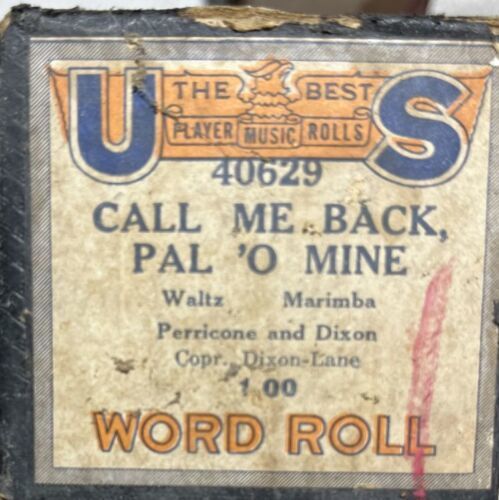 U THE BEST S
PLAYER MUSIC ROLLS
40629
CALL ME BACK,
PAL 'O MINE
Waltz Marimba
Perricone and Dixon
Copr. Dixon-Lane
1 00
WORD ROLL